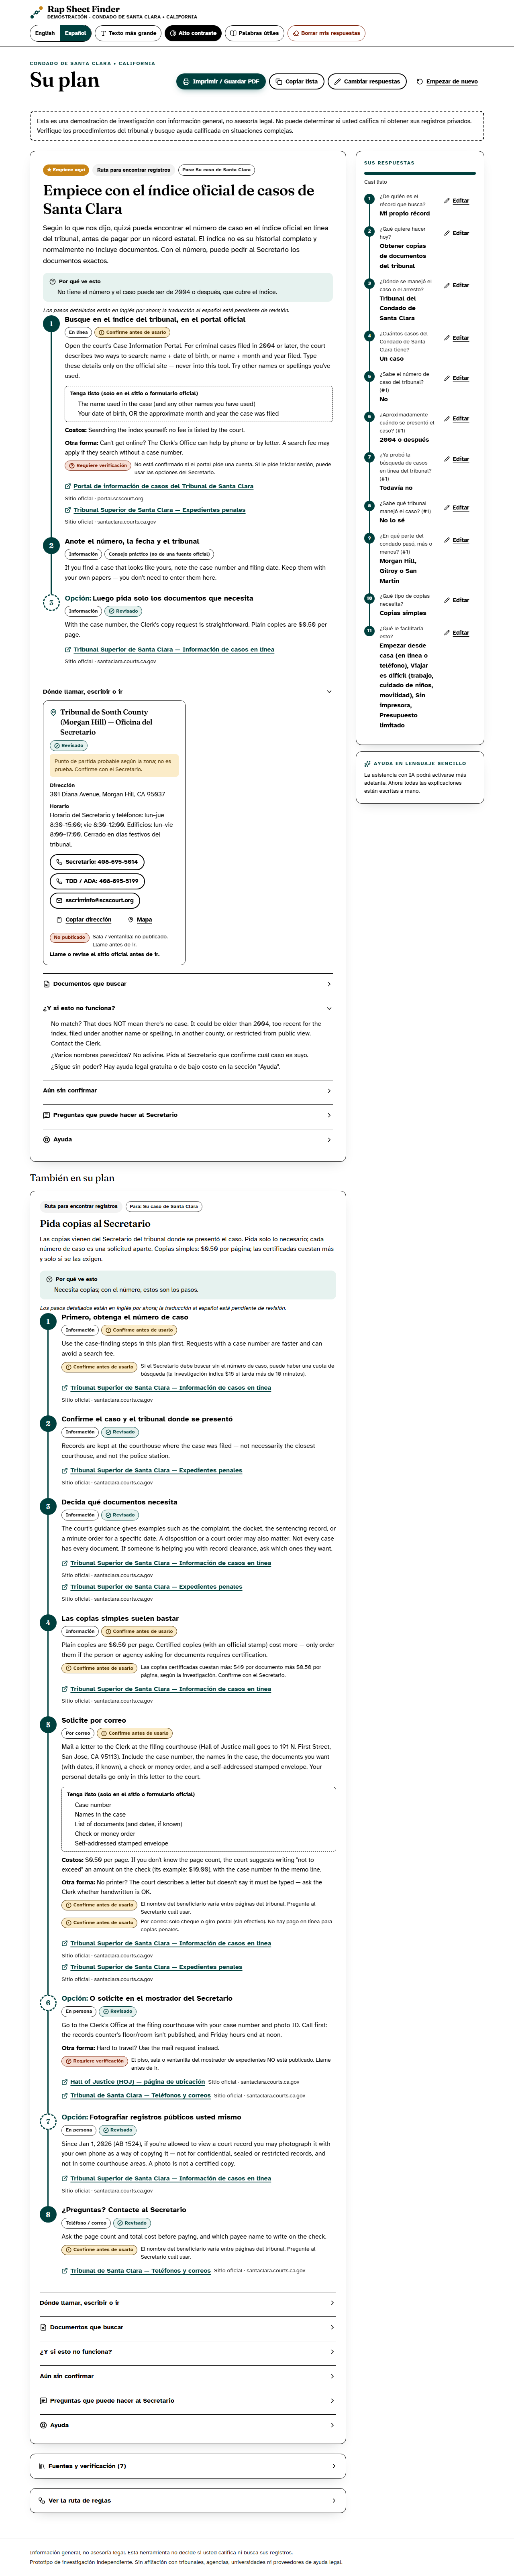 Rap Sheet Finder
DEMOSTRACIÓN · CONDADO DE SANTA CLARA • CALIFORNIA
English
Español
Texto más grande
Alto contraste
Palabras útiles
Borrar mis respuestas
CONDADO DE SANTA CLARA • CALIFORNIA
Su plan
Imprimir / Guardar PDF
Copiar lista
Cambiar respuestas
Empezar de nuevo
Esta es una demostración de investigación con información general, no asesoría legal. No puede determinar si usted califica ni obtener sus registros privados.
Verifique los procedimientos del tribunal y busque ayuda calificada en situaciones complejas.
Empiece aquí
Ruta para encontrar registros
Para: Su caso de Santa Clara
Empiece con el índice oficial de casos de
Santa Clara
Según lo que nos dijo, quizá pueda encontrar el número de caso en el índice oficial en línea
del tribunal, antes de pagar por un récord estatal. El índice no es su historial completo y
normalmente no incluye documentos. Con el número, puede pedir al Secretario los
documentos exactos.
Por qué ve esto
No tiene el número y el caso puede ser de 2004 o después, que cubre el índice.
Los pasos detallados están en inglés por ahora; la traducción al español está pendiente de revisión.
1
Busque en el índice del tribunal, en el portal oficial
En línea
Confirme antes de usarlo
Open the court's Case Information Portal. For criminal cases filed in 2004 or later, the court
describes two ways to search: name + date of birth, or name + month and year filed. Type
these details only on the official site — never into this tool. Try other names or spellings you've
used.
Tenga listo (solo en el sitio o formulario oficial)
The name used in the case (and any other names you have used)
Your date of birth, OR the approximate month and year the case was filed
Costos: Searching the index yourself: no fee is listed by the court.
Otra forma: Can't get online? The Clerk's Office can help by phone or by letter. A search fee may
apply if they search without a case number.
Requiere verificación
No está confirmado si el portal pide una cuenta. Si le pide iniciar sesión, puede
usar las opciones del Secretario.
Portal de información de casos del Tribunal de Santa Clara
Sitio oficial · portal.scscourt.org
Tribunal Superior de Santa Clara — Expedientes penales
Sitio oficial · santaclara.courts.ca.gov
2
Anote el número, la fecha y el tribunal
Información
Consejo práctico (no de una fuente oficial)
If you find a case that looks like yours, note the case number and filing date. Keep them with
your own papers — you don't need to enter them here.
3
Opción: Luego pida solo los documentos que necesita
Información
Revisado
With the case number, the Clerk's copy request is straightforward. Plain copies are $0.50 per
page.
Tribunal Superior de Santa Clara — Información de casos en línea
Sitio oficial · santaclara.courts.ca.gov
Dónde llamar, escribir o ir
Tribunal de South County
(Morgan Hill) — Oficina del
Secretario
Revisado
Punto de partida probable según la zona; no es
prueba. Confirme con el Secretario.
Dirección
301 Diana Avenue, Morgan Hill, CA 95037
Horario
Horario del Secretario y teléfonos: lun–jue
8:30–15:00; vie 8:30–12:00. Edificios: lun–vie
8:00–17:00. Cerrado en días festivos del
tribunal.
Secretario: 408-695-5014
TDD / ADA: 408-695-5199
sscriminfo@scscourt.org
Copiar dirección
Mapa
No publicado
Sala / ventanilla: no publicado.
Llame antes de ir.
Llame o revise el sitio oficial antes de ir.
Documentos que buscar
¿Y si esto no funciona?
No match? That does NOT mean there's no case. It could be older than 2004, too recent for the
index, filed under another name or spelling, in another county, or restricted from public view.
Contact the Clerk.
¿Varios nombres parecidos? No adivine. Pida al Secretario que confirme cuál caso es suyo.
¿Sigue sin poder? Hay ayuda legal gratuita o de bajo costo en la sección "Ayuda".
Aún sin confirmar
Preguntas que puede hacer al Secretario
Ayuda
SUS RESPUESTAS
Casi listo
1
¿De quién es el
récord que busca?
Mi propio récord
Editar
2
¿Qué quiere hacer
hoy?
Obtener copias
de documentos
del tribunal
Editar
3
¿Dónde se manejó el
caso o el arresto?
Tribunal del
Condado de
Santa Clara
Editar
4
¿Cuántos casos del
Condado de Santa
Clara tiene?
Un caso
Editar
5
¿Sabe el número de
caso del tribunal?
(#1)
No
Editar
6
¿Aproximadamente
cuándo se presentó el
caso? (#1)
2004 o después
Editar
7
¿Ya probó la
búsqueda de casos
en línea del tribunal?
(#1)
Todavía no
Editar
8
¿Sabe qué tribunal
manejó el caso? (#1)
No lo sé
Editar
9
¿En qué parte del
condado pasó, más o
menos? (#1)
Morgan Hill,
Gilroy o San
Martín
Editar
10
¿Qué tipo de copias
necesita?
Copias simples
Editar
11
¿Qué le facilitaría
esto?
Empezar desde
casa (en línea o
teléfono), Viajar
es difícil (trabajo,
cuidado de niños,
movilidad), Sin
impresora,
Presupuesto
limitado
Editar
AYUDA EN LENGUAJE SENCILLO
La asistencia con IA podrá activarse más
adelante. Ahora todas las explicaciones
están escritas a mano.
También en su plan
Ruta para encontrar registros
Para: Su caso de Santa Clara
Pida copias al Secretario
Las copias vienen del Secretario del tribunal donde se presentó el caso. Pida solo lo necesario; cada
número de caso es una solicitud aparte. Copias simples: $0.50 por página; las certificadas cuestan más
y solo si se las exigen.
Por qué ve esto
Necesita copias; con el número, estos son los pasos.
Los pasos detallados están en inglés por ahora; la traducción al español está pendiente de revisión.
1
Primero, obtenga el número de caso
Información
Confirme antes de usarlo
Use the case-finding steps in this plan first. Requests with a case number are faster and can
avoid a search fee.
Confirme antes de usarlo
Si el Secretario debe buscar sin el número de caso, puede haber una cuota de
búsqueda (la investigación indica $15 si tarda más de 10 minutos).
Tribunal Superior de Santa Clara — Información de casos en línea
Sitio oficial · santaclara.courts.ca.gov
2
Confirme el caso y el tribunal donde se presentó
Información
Revisado
Records are kept at the courthouse where the case was filed — not necessarily the closest
courthouse, and not the police station.
Tribunal Superior de Santa Clara — Expedientes penales
Sitio oficial · santaclara.courts.ca.gov
3
Decida qué documentos necesita
Información
Revisado
The court's guidance gives examples such as the complaint, the docket, the sentencing record, or
a minute order for a specific date. A disposition or a court order may also matter. Not every case
has every document. If someone is helping you with record clearance, ask which ones they want.
Tribunal Superior de Santa Clara — Información de casos en línea
Sitio oficial · santaclara.courts.ca.gov
Tribunal Superior de Santa Clara — Expedientes penales
Sitio oficial · santaclara.courts.ca.gov
4
Las copias simples suelen bastar
Información
Confirme antes de usarlo
Plain copies are $0.50 per page. Certified copies (with an official stamp) cost more — only order
them if the person or agency asking for documents requires certification.
Confirme antes de usarlo
Las copias certificadas cuestan más: $40 por documento más $0.50 por
página, según la investigación. Confirme con el Secretario.
Tribunal Superior de Santa Clara — Información de casos en línea
Sitio oficial · santaclara.courts.ca.gov
5
Solicite por correo
Por correo
Confirme antes de usarlo
Mail a letter to the Clerk at the filing courthouse (Hall of Justice mail goes to 191 N. First Street,
San Jose, CA 95113). Include the case number, the names in the case, the documents you want
(with dates, if known), a check or money order, and a self-addressed stamped envelope. Your
personal details go only in this letter to the court.
Tenga listo (solo en el sitio o formulario oficial)
Case number
Names in the case
List of documents (and dates, if known)
Check or money order
Self-addressed stamped envelope
Costos: $0.50 per page. If you don't know the page count, the court suggests writing "not to
exceed" an amount on the check (its example: $10.00), with the case number in the memo line.
Otra forma: No printer? The court describes a letter but doesn't say it must be typed — ask the
Clerk whether handwritten is OK.
Confirme antes de usarlo
El nombre del beneficiario varía entre páginas del tribunal. Pregunte al
Secretario cuál usar.
Confirme antes de usarlo
Por correo: solo cheque o giro postal (sin efectivo). No hay pago en línea para
copias penales.
Tribunal Superior de Santa Clara — Información de casos en línea
Sitio oficial · santaclara.courts.ca.gov
Tribunal Superior de Santa Clara — Expedientes penales
Sitio oficial · santaclara.courts.ca.gov
6
Opción: O solicite en el mostrador del Secretario
En persona
Revisado
Go to the Clerk's Office at the filing courthouse with your case number and photo ID. Call first:
the records counter's floor/room isn't published, and Friday hours end at noon.
Otra forma: Hard to travel? Use the mail request instead.
Requiere verificación
El piso, sala o ventanilla del mostrador de expedientes NO está publicado. Llame
antes de ir.
Hall of Justice (HOJ) — página de ubicación Sitio oficial · santaclara.courts.ca.gov
Tribunal de Santa Clara — Teléfonos y correos Sitio oficial · santaclara.courts.ca.gov
7
Opción: Fotografiar registros públicos usted mismo
En persona
Revisado
Since Jan 1, 2026 (AB 1524), if you're allowed to view a court record you may photograph it with
your own phone as a way of copying it — not for confidential, sealed or restricted records, and
not in some courthouse areas. A photo is not a certified copy.
Tribunal Superior de Santa Clara — Información de casos en línea
Sitio oficial · santaclara.courts.ca.gov
8
¿Preguntas? Contacte al Secretario
Teléfono / correo
Revisado
Ask the page count and total cost before paying, and which payee name to write on the check.
Confirme antes de usarlo
El nombre del beneficiario varía entre páginas del tribunal. Pregunte al
Secretario cuál usar.
Tribunal de Santa Clara — Teléfonos y correos Sitio oficial · santaclara.courts.ca.gov
Dónde llamar, escribir o ir
Documentos que buscar
¿Y si esto no funciona?
Aún sin confirmar
Preguntas que puede hacer al Secretario
Ayuda
Fuentes y verificación (7)
Ver la ruta de reglas
Información general, no asesoría legal. Esta herramienta no decide si usted califica ni busca sus registros.
Prototipo de investigación independiente. Sin afiliación con tribunales, agencias, universidades ni proveedores de ayuda legal.